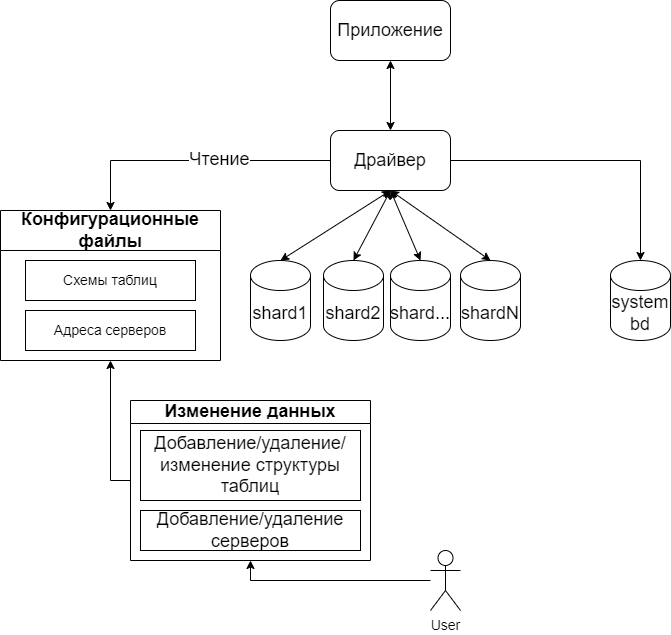 Приложение
Чтение
Драйвер
Конфигурационные
файлы
Схемы таблиц
Адреса серверов
shard1
shard2
shard...
shardN
system
bd
Изменение данных
Добавление/удаление/
изменение структуры
таблиц
Добавление/удаление
серверов
User